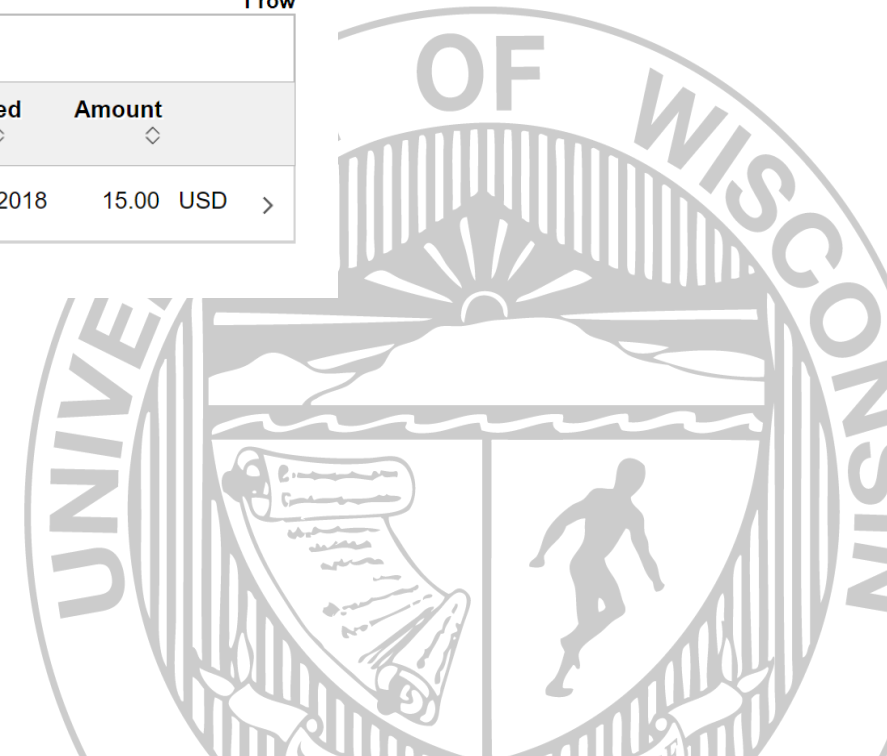 1 row
ed Amount
2018 15.00 USD
UNIVE
OF
WISCONSIN